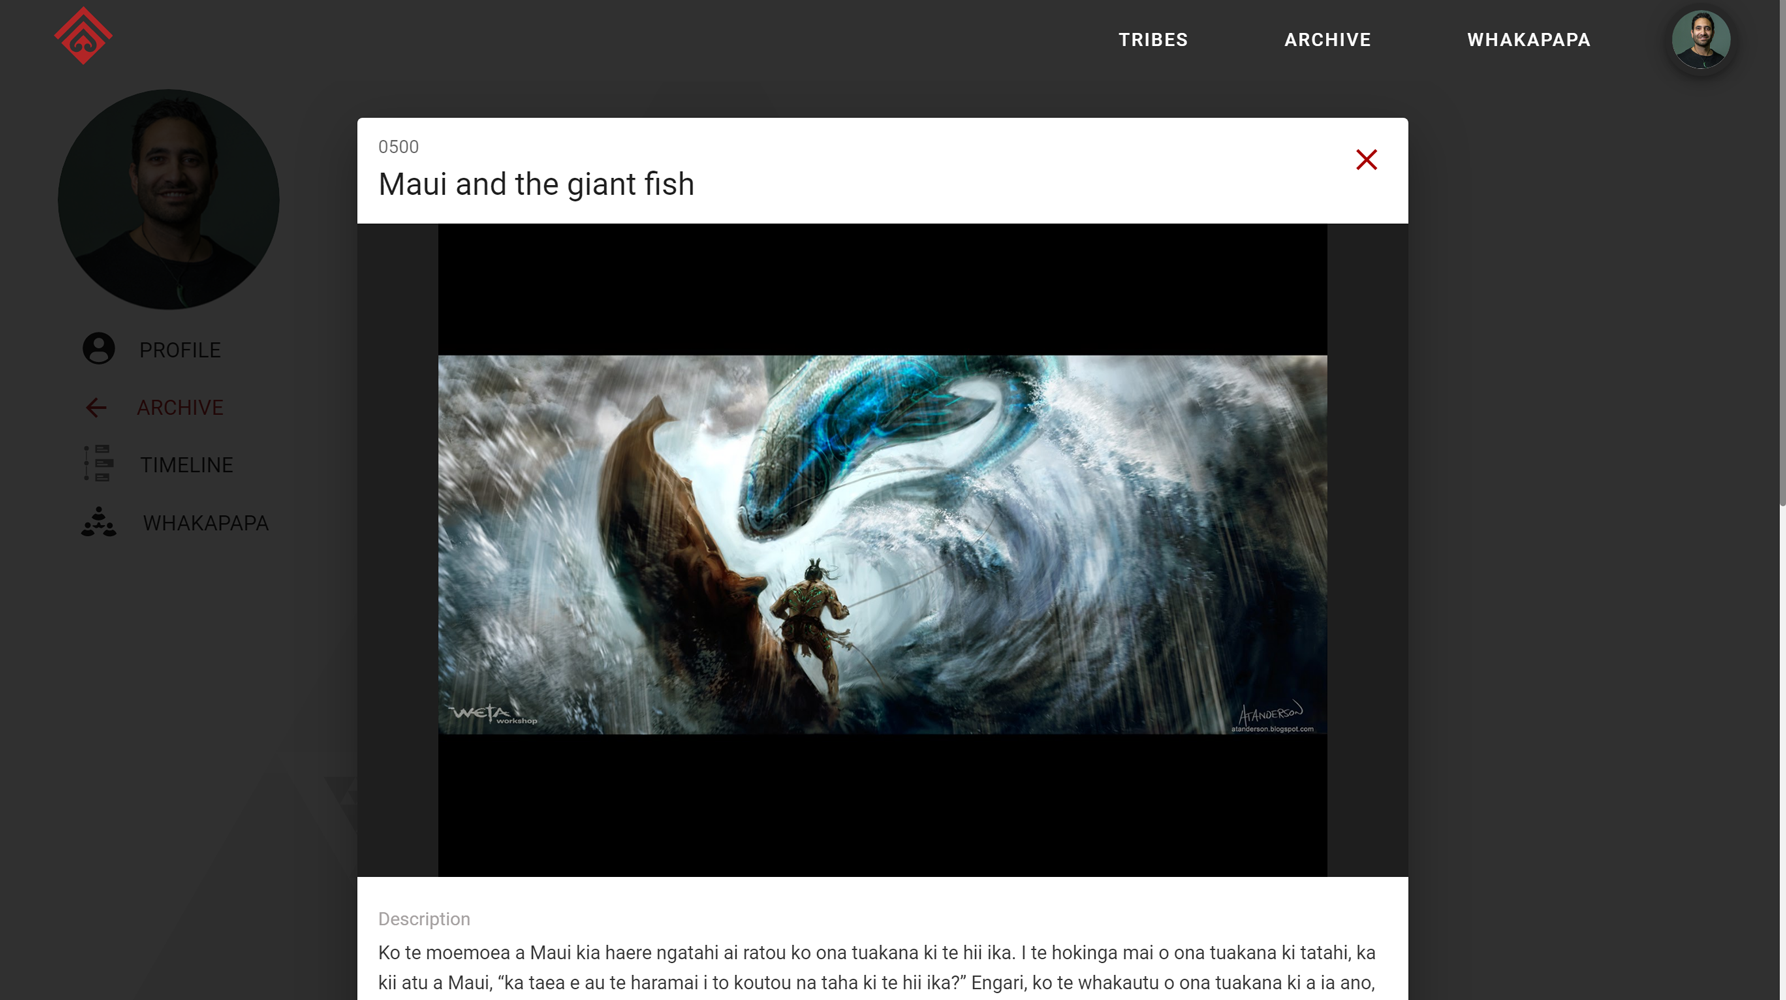 TRIBES
ARCHIVE
WHAKAPAPA
PROFILE
ARCHIVE
TIMELINE
WHAKAPAPA
0500
Maui and the giant fish
WETA
workshop
ATANDERSON
atanderson.blogspot.com
Description
Ko te moemoea a Maui kia haere ngatahi ai ratou ko ona tuakana ki te hii ika. I te hokinga mai o ona tuakana ki tatahi, ka
kii atu a Maui, “ka taea e au te haramai i to koutou na taha ki te hii ika?” Engari, ko te whakautu o ona tuakana ki a ia ano,